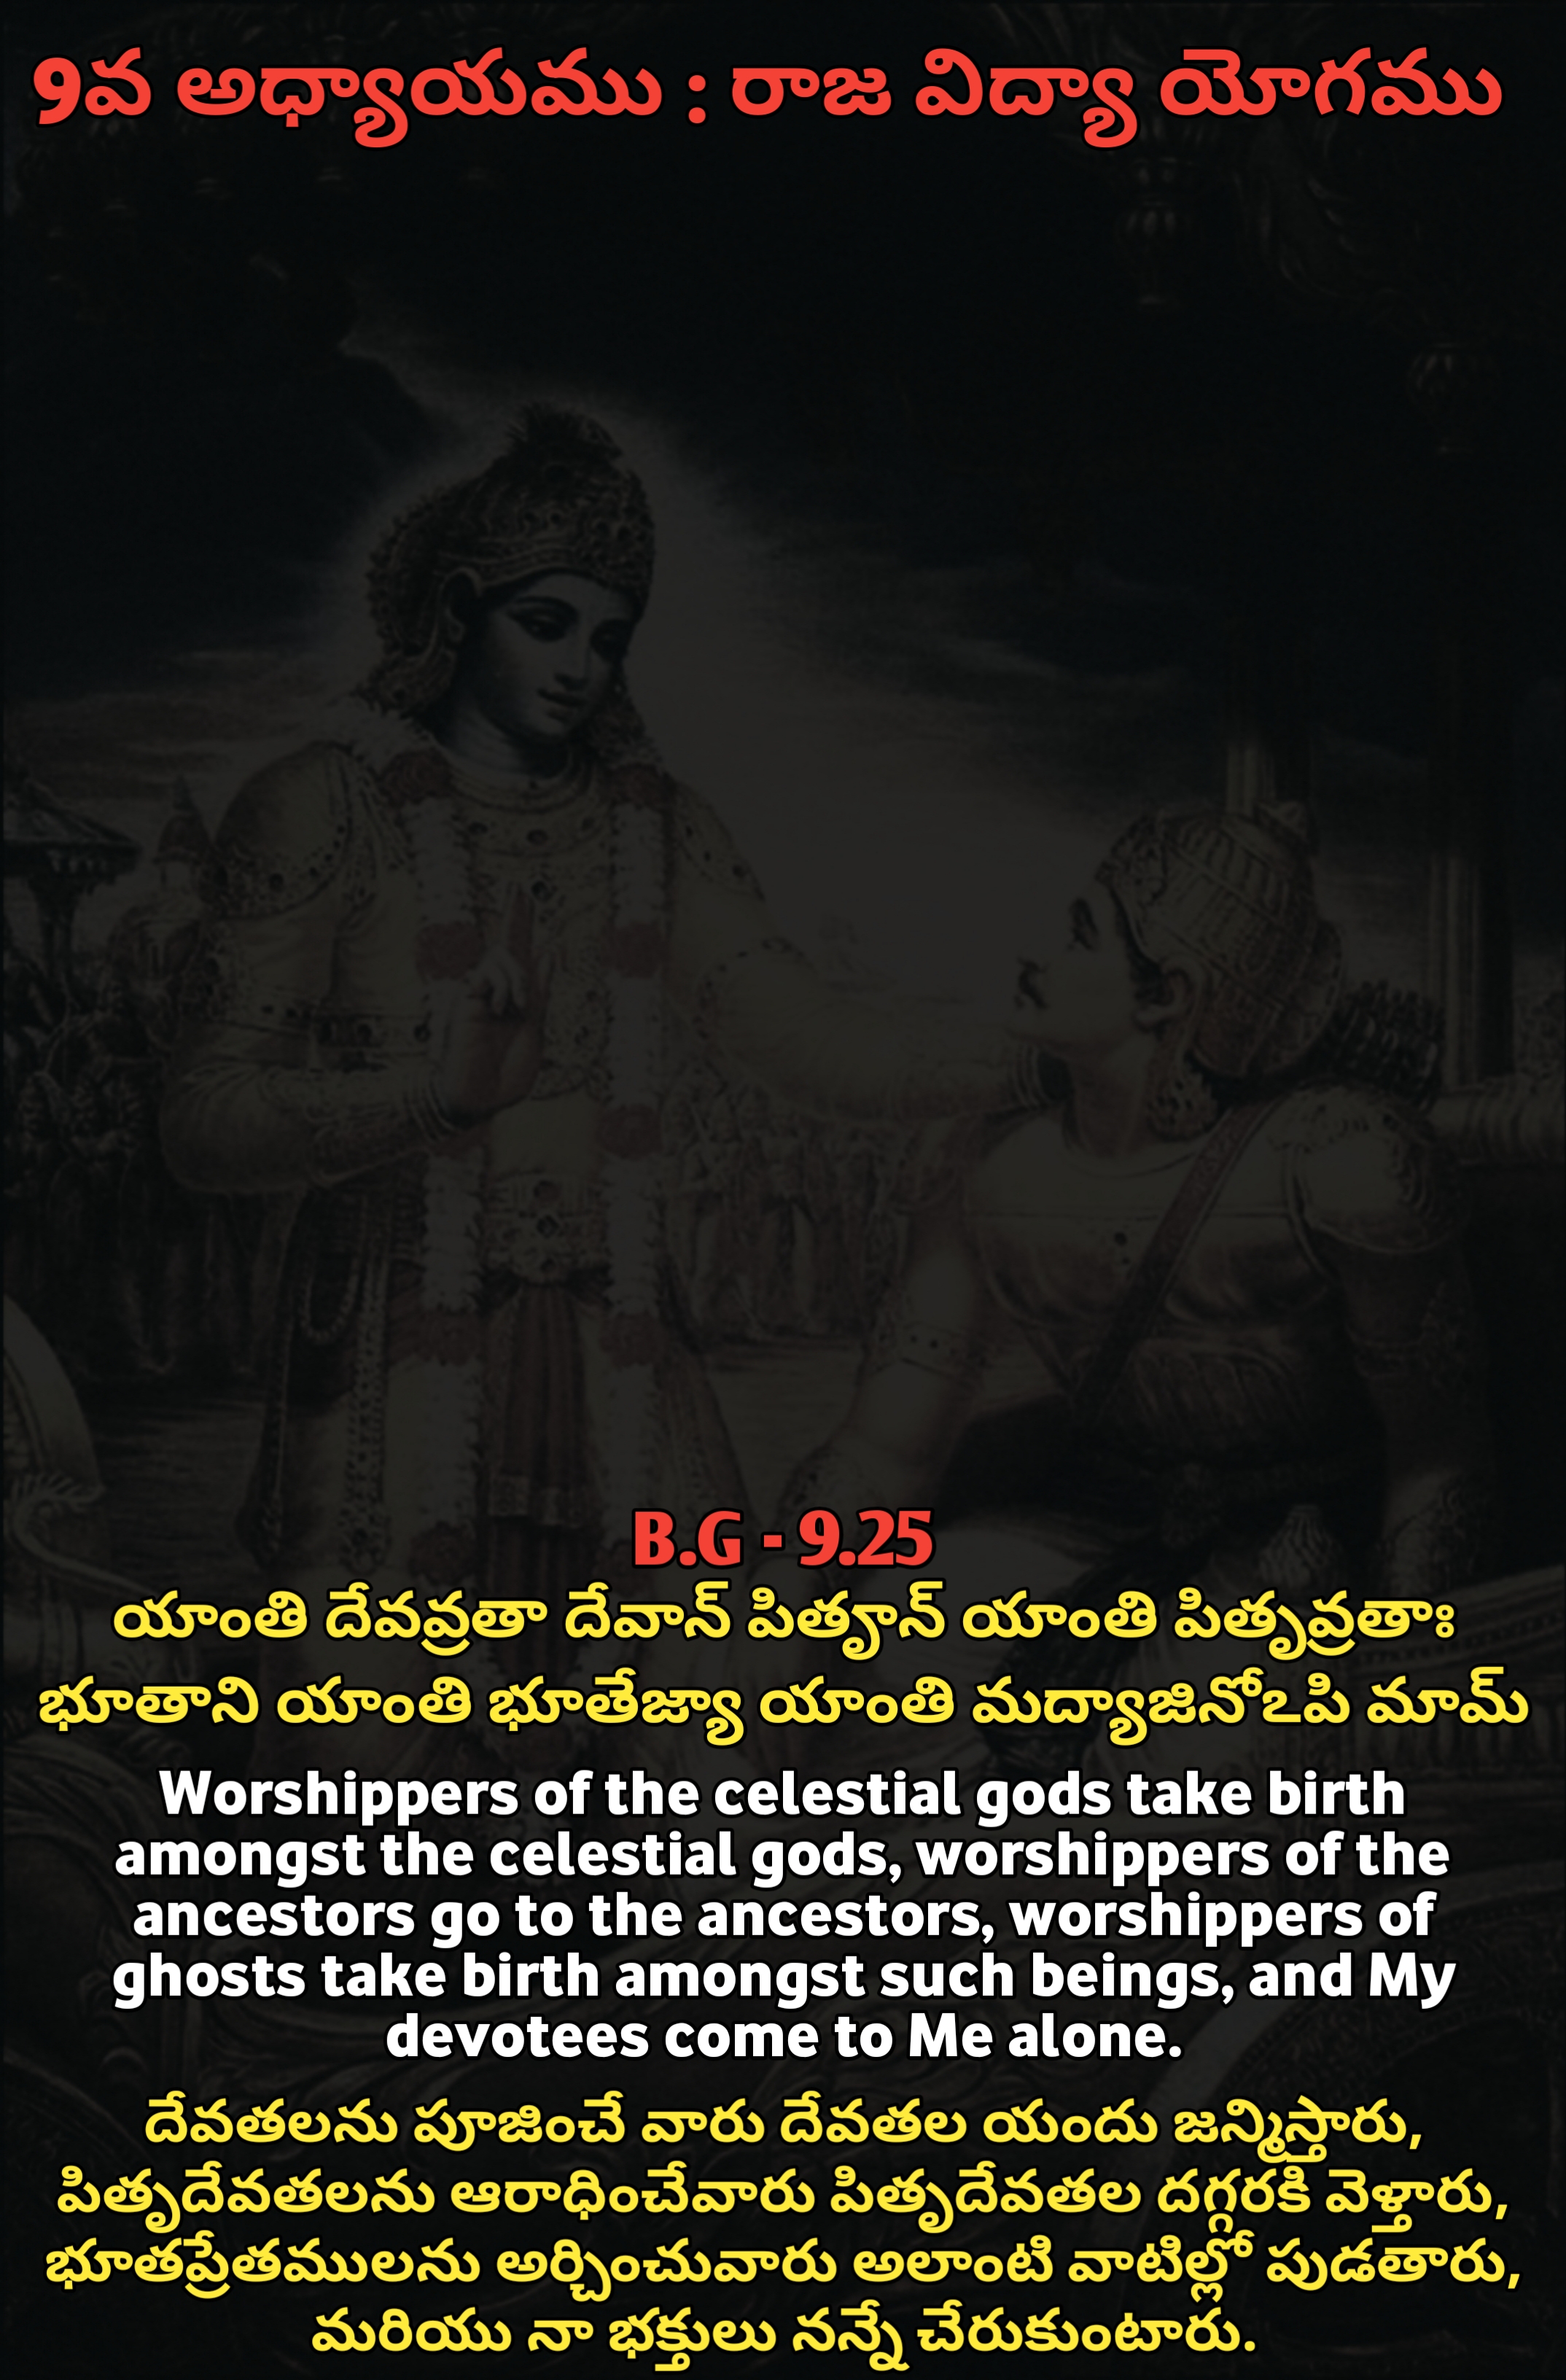 9వ అధ్యాయము : రాజ విద్యా యోగము
B.G - 9.25
యాంతి దేవవ్రతా దేవాన్ పితౄన్ యాంతి పితృవ్రతాః
భూతాని యాంతి భూతేజ్యా యాంతి మద్యాజినోఽపి మామ్
Worshippers of the celestial gods take birth
amongst the celestial gods, worshippers of the
ancestors go to the ancestors, worshippers of
ghosts take birth amongst such beings, and My
devotees come to Me alone.
దేవతలను పూజించే వారు దేవతల యందు జన్మిస్తారు,
పితృదేవతలను ఆరాధించేవారు పితృదేవతల దగ్గరకి వెళ్తారు,
భూతప్రేతములను అర్చించువారు అలాంటి వాటిల్లో పుడతారు,
మరియు నా భక్తులు నన్నే చేరుకుంటారు.